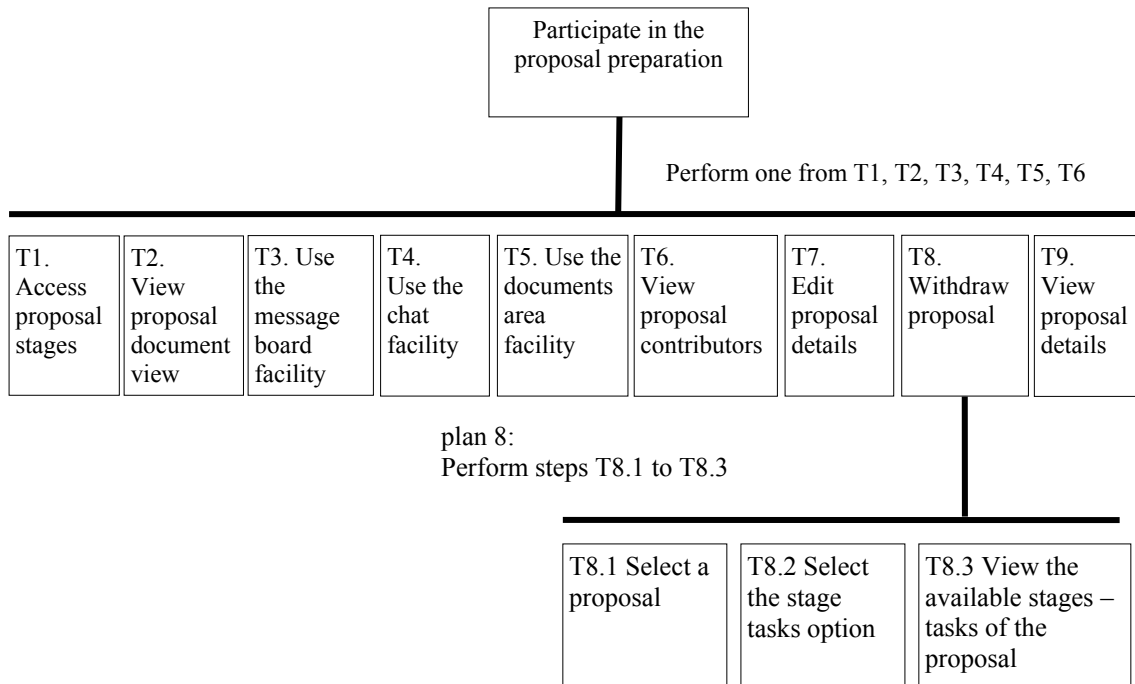 Participate in the
proposal preparation
Perform one from T1, T2, T3, T4, T5, T6
T1.
Access
proposal
stages
T2.
View
proposal
document
view
T3. Use
the
message
board
facility
T4.
Use the
chat
facility
T5. Use the
documents
area
facility
T6.
View
proposal
contributors
T7.
Edit
proposal
details
T8.
Withdraw
proposal
T9.
View
proposal
details
plan 8:
Perform steps T8.1 to T8.3
T8.1 Select a
proposal
T8.2 Select
the stage
tasks option
T8.3 View the
available stages –
tasks of the
proposal